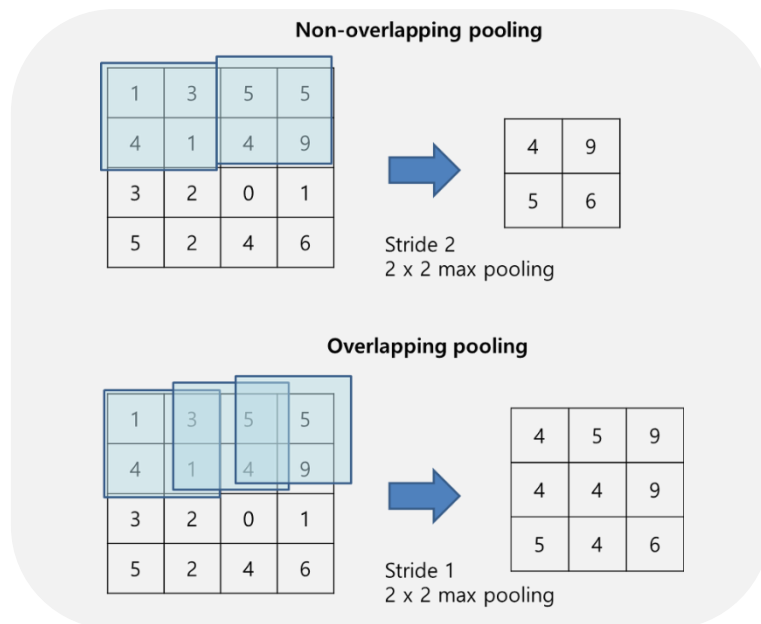 Non-overlapping pooling
1 3 5 5
4 1 4 9
3 2 0 1
5 2 4 6
4 9
5 6
Stride 2
2 x 2 max pooling
Overlapping pooling
1 3 5 5
4 1 4 9
3 2 0 1
5 2 4 6
4 5 9
4 4 9
5 4 6
Stride 1
2 x 2 max pooling